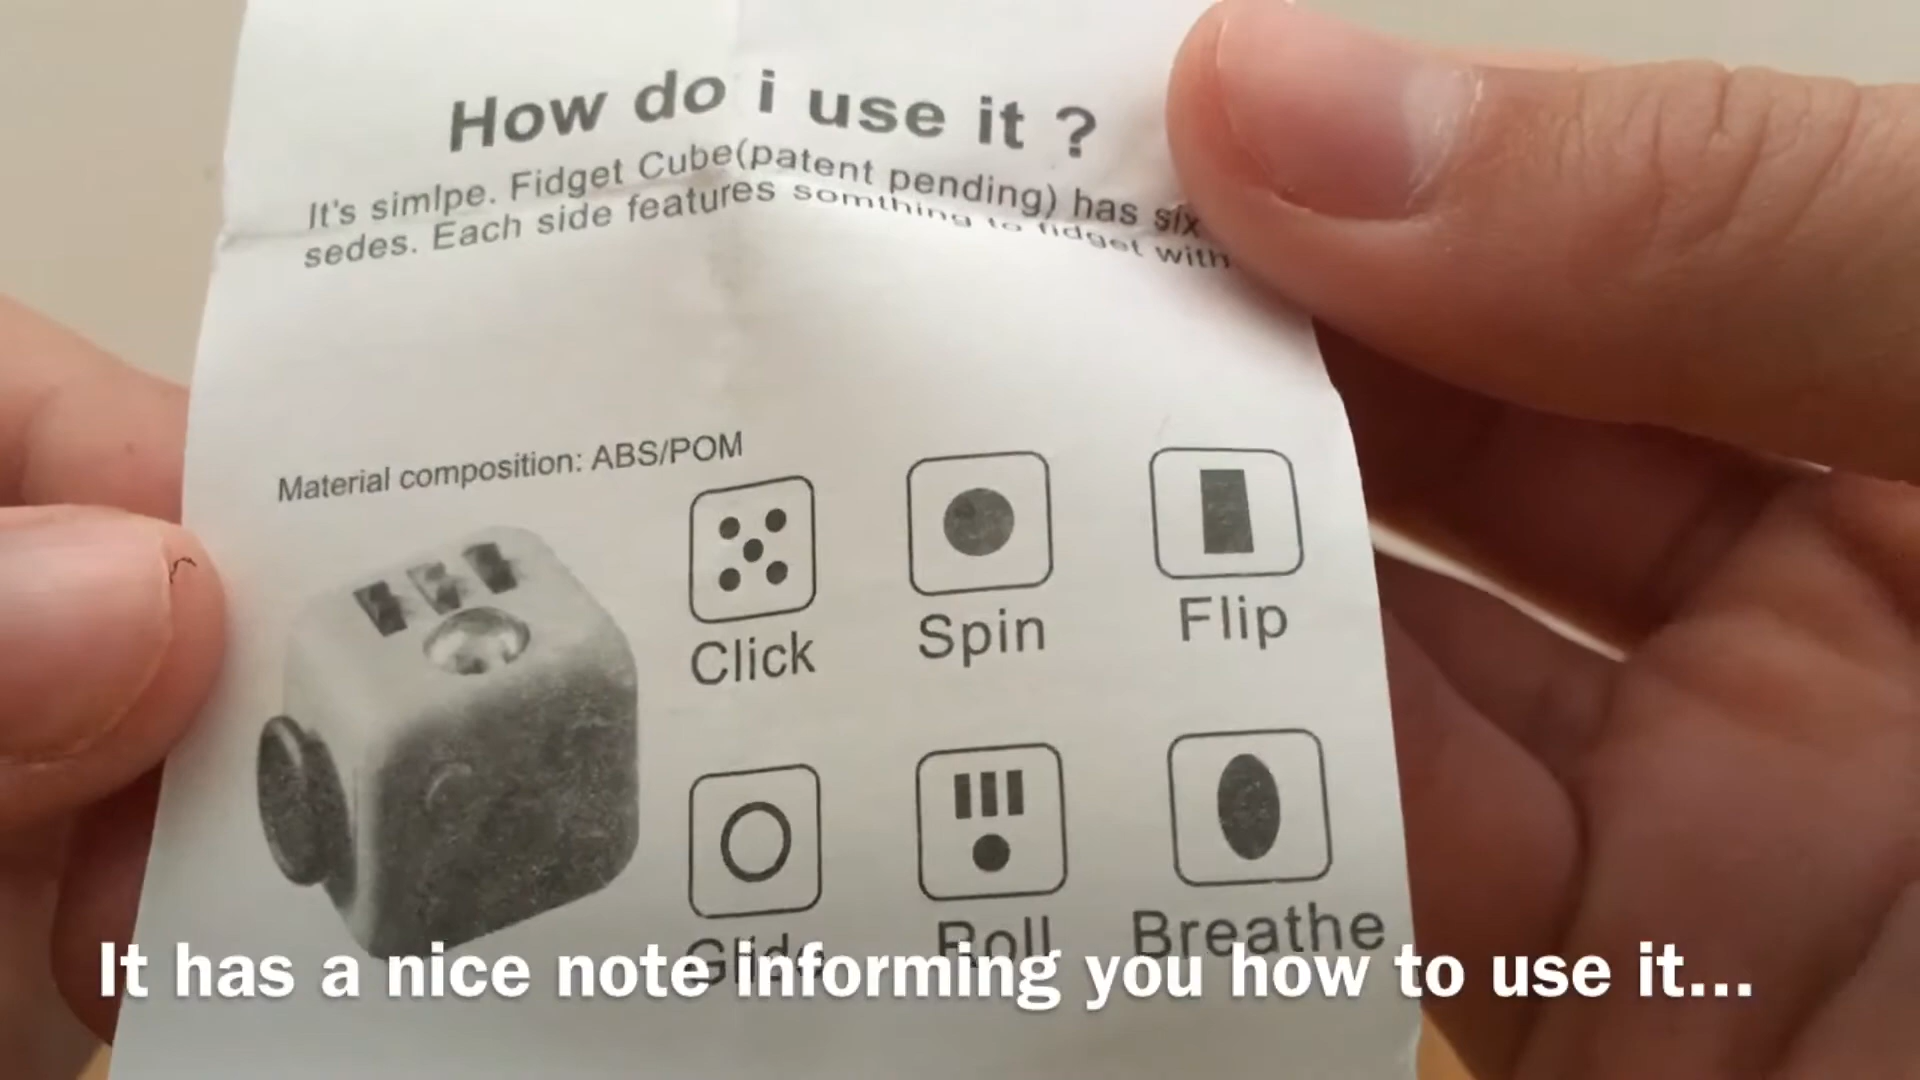 How do i use it ?
It's simlpe. Fidget Cube(patent pending) has six
sedes. Each side features somthing to fidget with
Material composition: ABS/POM
Click
Spin
Flip
Glide
Roll
Breathe
It has a nice note informing you how to use it...